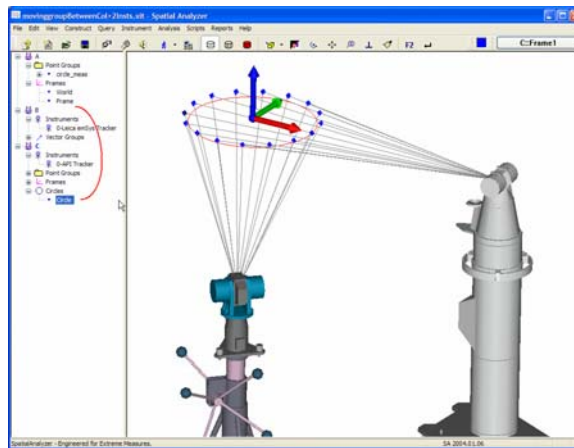 movinggroupBetweenCol+2Insts.xit - Spatial Analyzer
File Edit View Construct Query Instrument Analysis Scripts Reports Help
F2
C::Frame1
A
Point Groups
circle_meas
Frames
World
Frame
B
Instruments
0-Leica emSys Tracker
Vector Groups
C
Instruments
0-API Tracker
Point Groups
Frames
Circles
Circle
SpatialAnalyzer - Engineered for Extreme Measures.
SA 2004.01.06